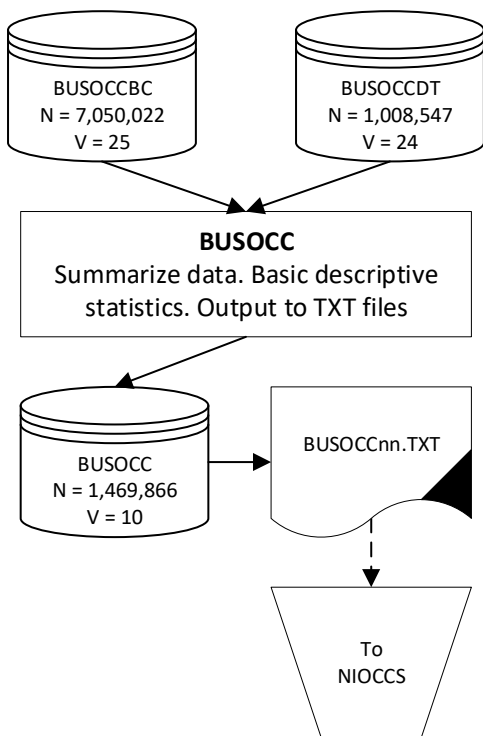 BUSOCCBC
N = 7,050,022
V = 25
BUSOCCDT
N = 1,008,547
V = 24
BUSOCC
Summarize data. Basic descriptive
statistics. Output to TXT files
BUSOCC
N = 1,469,866
V = 10
BUSOCCnn.TXT
To
NIOCCS